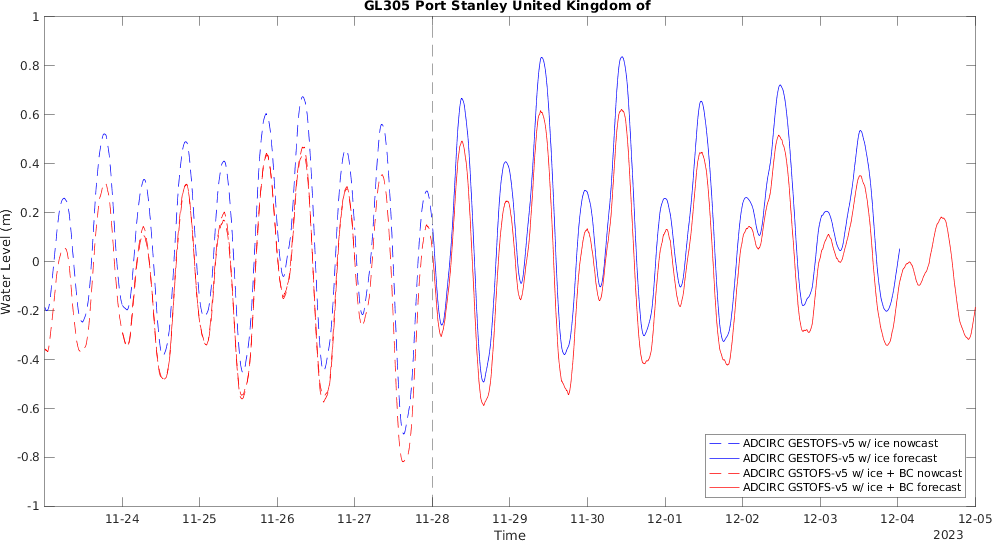 GL305 Port Stanley United Kingdom of
Water Level (m)
1
0.8
0.6
0.4
0.2
0
-0.2
-0.4
-0.6
-0.8
-1
ADCIRC GESTOFS-v5 w/ ice nowcast
ADCIRC GESTOFS-v5 w/ ice forecast
ADCIRC GSTOFS-v5 w/ ice + BC nowcast
ADCIRC GSTOFS-v5 w/ ice + BC forecast
11-24 11-25 11-26 11-27 11-28 11-29 11-30 12-01 12-02 12-03 12-04 12-05
Time
2023